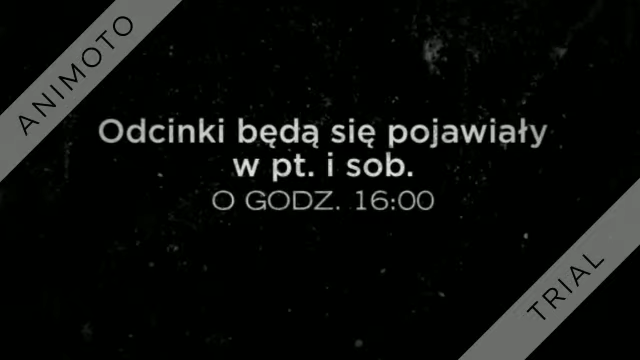 ANIMOTO
Odcinki będą się pojawiały
w pt. i sob.
O GODZ. 16:00
TRIAL